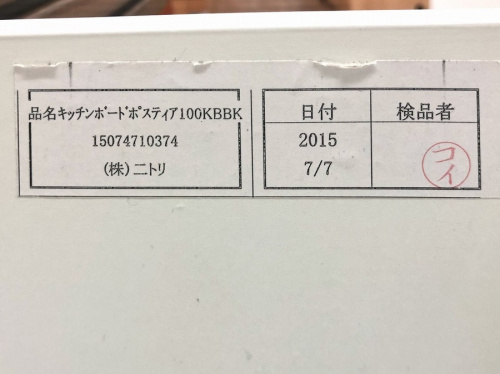 品名キッチンボードポスティア100KBBK
15074710374
(株)ニトリ
日付
2015
7/7
検品者
コイ